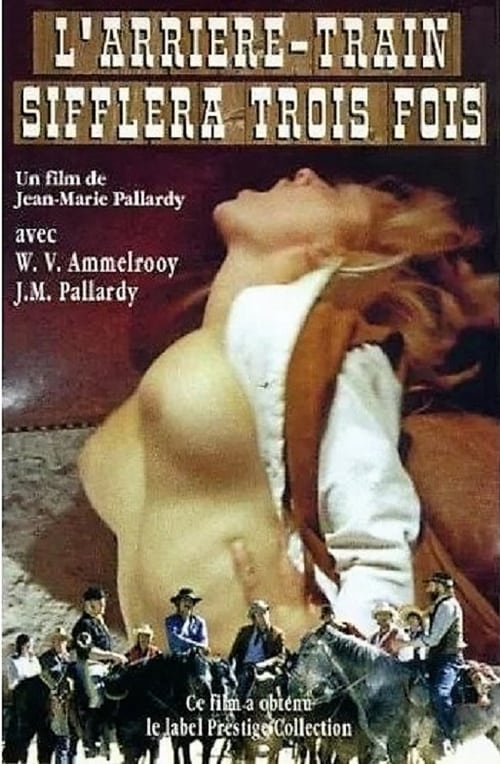 L'ARRIERE-TRAIN
SIFFLERA TROIS FOIS
Un film de
Jean-Marie Pallardy
avec
W. V. Ammelrooy
J.M. Pallardy
Ce film a obtenu
le label Prestige Collection